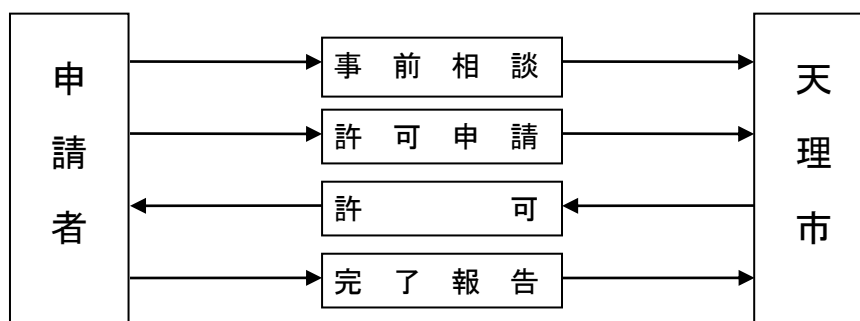 申請者
事前相談
許可申請
許可
完了報告
天理市